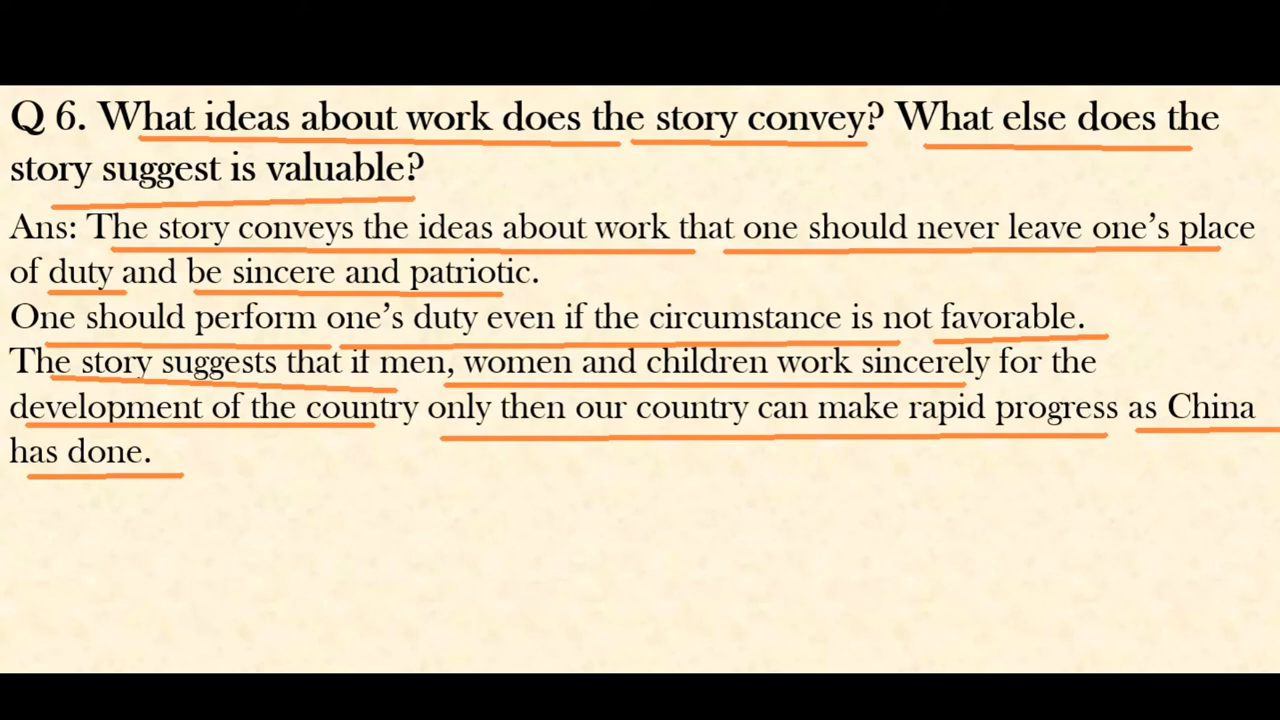 Q 6. What ideas about work does the story convey? What else does the
story suggest is valuable?
Ans: The story conveys the ideas about work that one should never leave one’s place
of duty and be sincere and patriotic.
One should perform one’s duty even if the circumstance is not favorable.
The story suggests that if men, women and children work sincerely for the
development of the country only then our country can make rapid progress as China
has done.